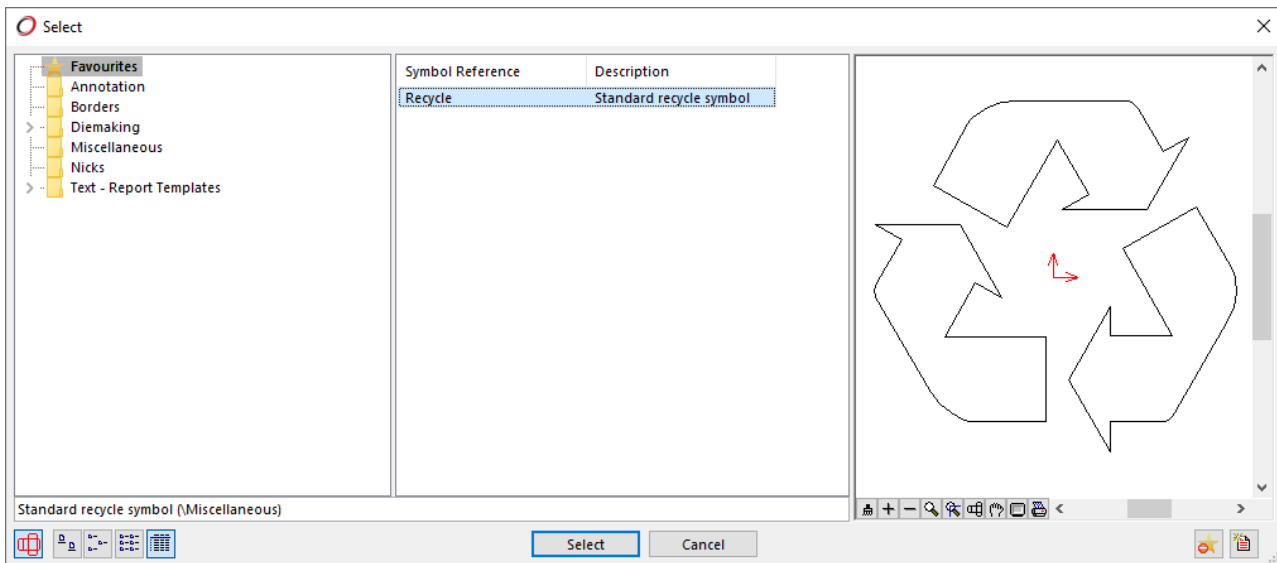 Select
Favourites
Annotation
Borders
Diemaking
Miscellaneous
Nicks
Text - Report Templates
Symbol Reference Description
Recycle Standard recycle symbol
Standard recycle symbol (\Miscellaneous)
Select Cancel